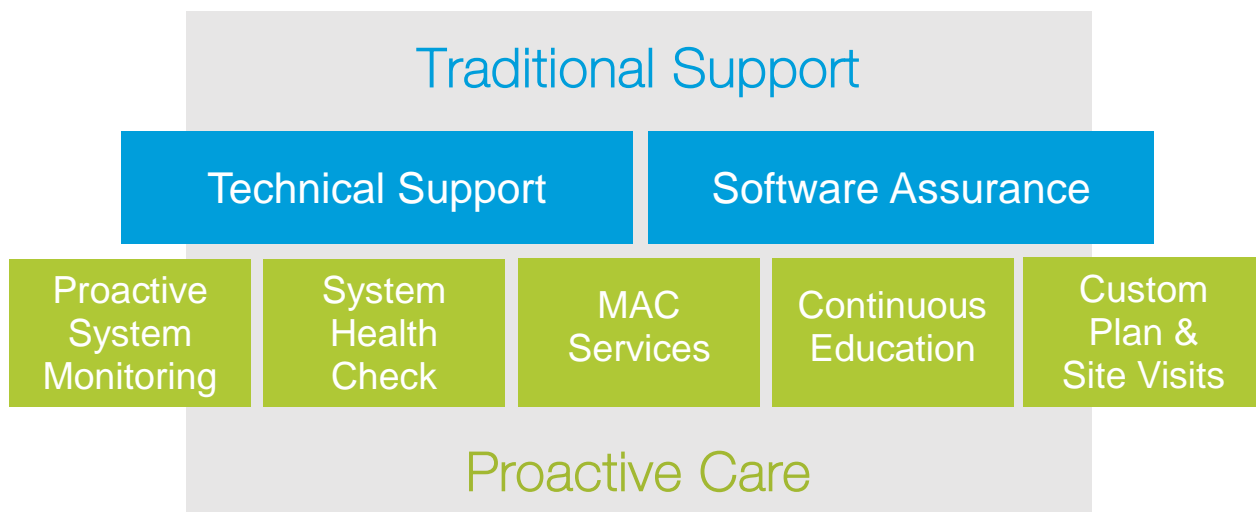 Traditional Support
Technical Support
Software Assurance
Proactive
System
Monitoring
System
Health
Check
MAC
Services
Continuous
Education
Custom
Plan &
Site Visits
Proactive Care